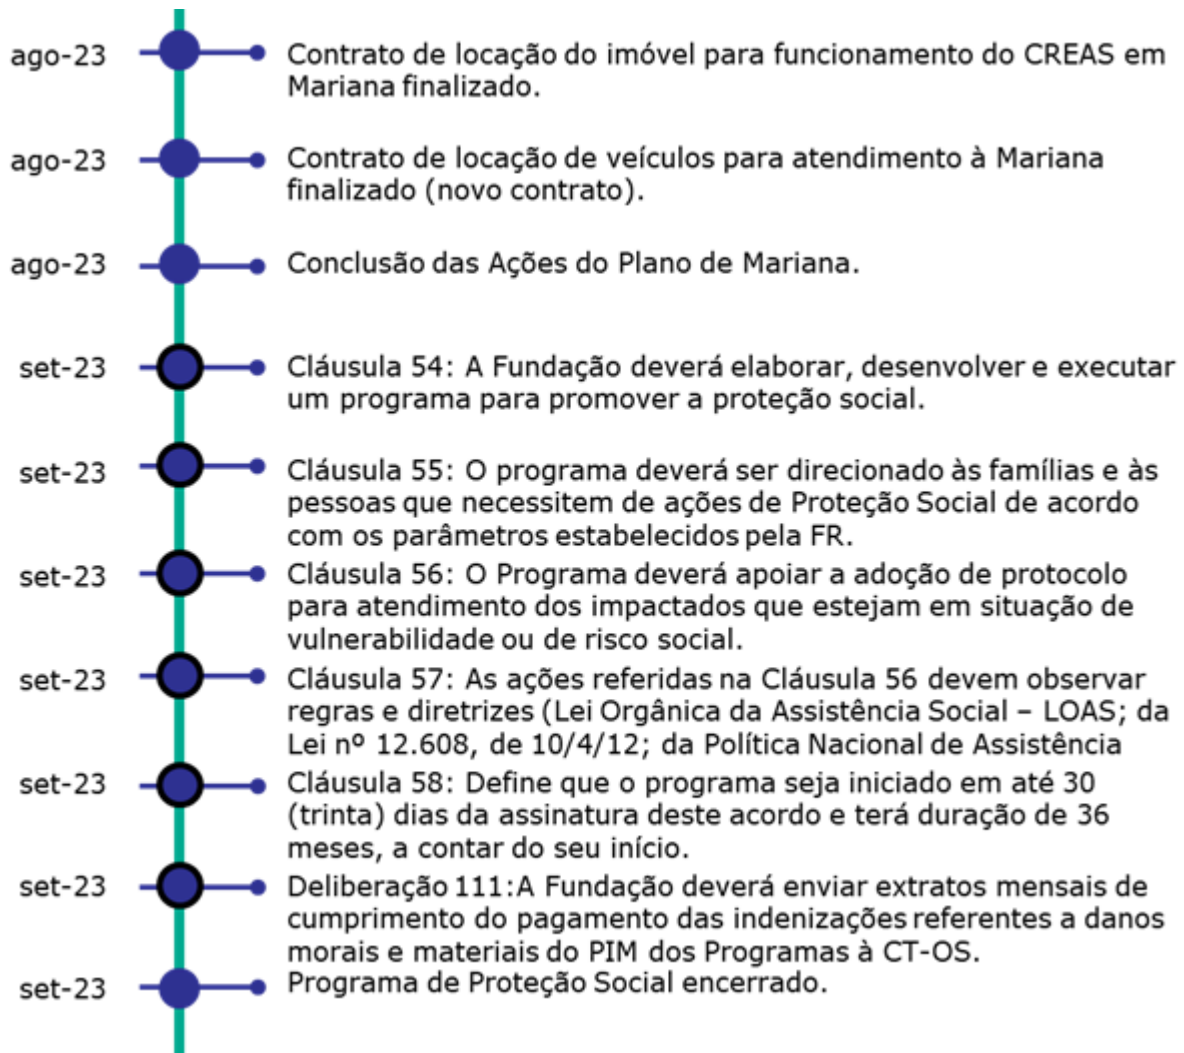 ago-23
Contrato de locação do imóvel para funcionamento do CREAS em
Mariana finalizado.
ago-23
Contrato de locação de veículos para atendimento à Mariana
finalizado (novo contrato).
ago-23
Conclusão das Ações do Plano de Mariana.
set-23
Cláusula 54: A Fundação deverá elaborar, desenvolver e executar
um programa para promover a proteção social.
set-23
Cláusula 55: O programa deverá ser direcionado às famílias e às
pessoas que necessitem de ações de Proteção Social de acordo
com os parâmetros estabelecidos pela FR.
set-23
Cláusula 56: O Programa deverá apoiar a adoção de protocolo
para atendimento dos impactados que estejam em situação de
vulnerabilidade ou de risco social.
set-23
Cláusula 57: As ações referidas na Cláusula 56 devem observar
regras e diretrizes (Lei Orgânica da Assistência Social – LOAS; da
Lei nº 12.608, de 10/4/12; da Política Nacional de Assistência
set-23
Cláusula 58: Define que o programa seja iniciado em até 30
(trinta) dias da assinatura deste acordo e terá duração de 36
meses, a contar do seu início.
set-23
Deliberação 111:A Fundação deverá enviar extratos mensais de
cumprimento do pagamento das indenizações referentes a danos
morais e materiais do PIM dos Programas à CT-OS.
set-23
Programa de Proteção Social encerrado.